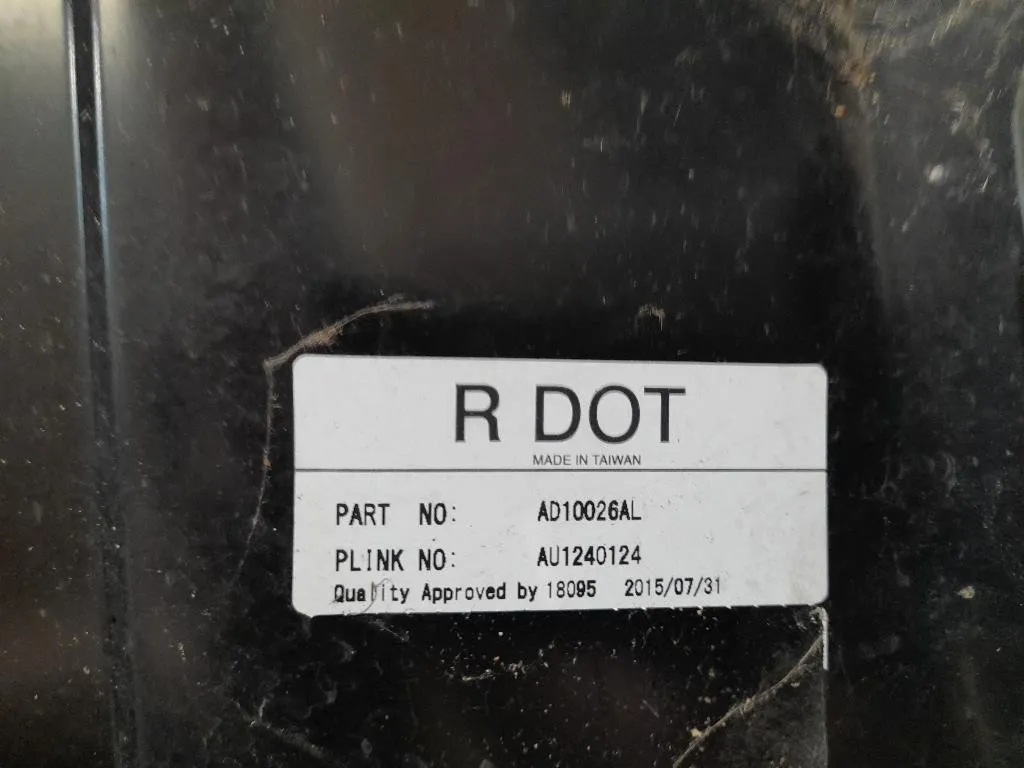 R DOT
MADE IN TAIWAN
PART NO: AD10026AL
PLINK NO: AU1240124
Quality Approved by 18095 2015/07/31